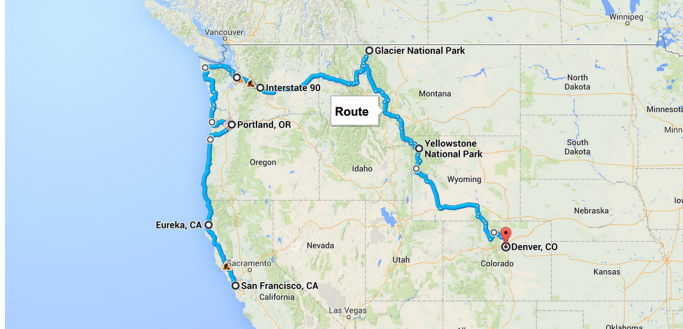 Winnipeg
Vancouver
Glacier National Park
Interstate 90
North
Dakota
Montana
Minnesota
Route
Portland, OR
Yellowstone
National Park
South
Dakota
Oregon
Idaho
Wyoming
Nebraska
Eureka, CA
Denver, CO
Nevada
Utah
Colorado
Sacramento
Kansas
San Francisco, CA
California
Las Vegas